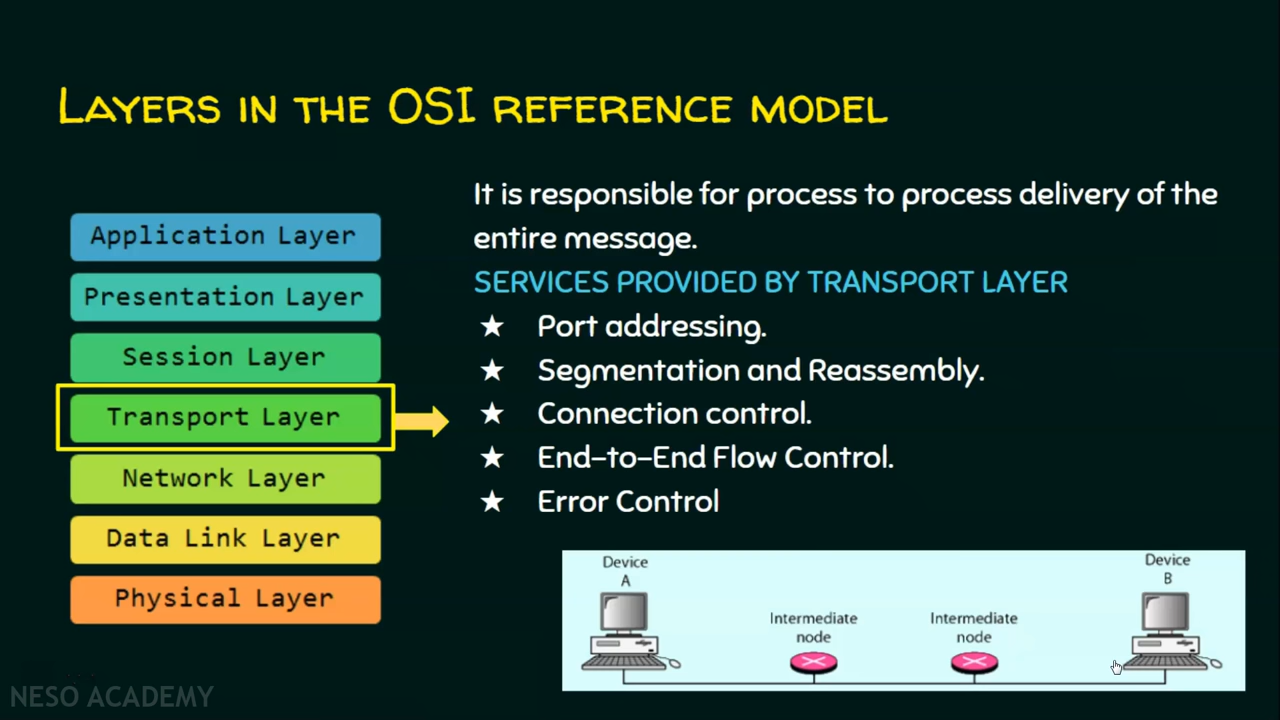 LAYERS IN THE OSI REFERENCE MODEL
Application Layer
Presentation Layer
Session Layer
Transport Layer
Network Layer
Data Link Layer
Physical Layer
It is responsible for process to process delivery of the
entire message.
SERVICES PROVIDED BY TRANSPORT LAYER
★ Port addressing.
★ Segmentation and Reassembly.
★ Connection control.
★ End-to-End Flow Control.
★ Error Control
Device
A
Intermediate
node
Intermediate
node
Device
B
NESO ACADEMY